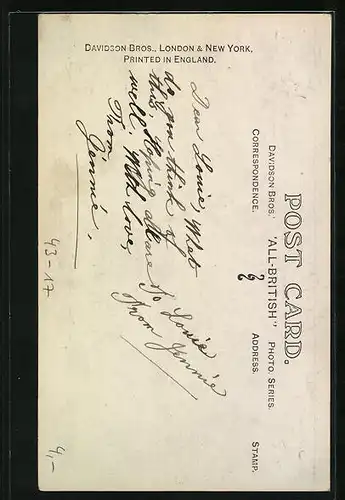 DAVIDSON BROS., LONDON & NEW YORK.
PRINTED IN ENGLAND.
POST CARD.
DAVIDSON BROS.' "ALL-BRITISH" PHOTO. SERIES.
CORRESPONDENCE.
ADDRESS.
STAMP.
Dear Louie, What
do you think of
this, Hoping all are
well. With love,
From
Jennie.
To Louie
From Jennie
43-17
4,-